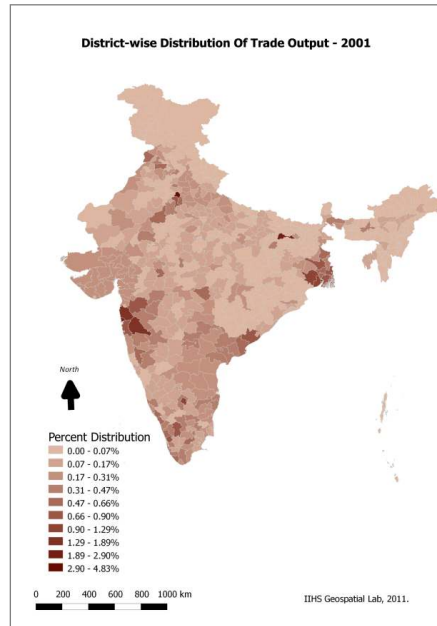 District-wise Distribution Of Trade Output - 2001
North
Percent Distribution
0.00 - 0.07%
0.07 - 0.17%
0.17 - 0.31%
0.31 - 0.47%
0.47 - 0.66%
0.66 - 0.90%
0.90 - 1.29%
1.29 - 1.89%
1.89 - 2.90%
2.90 - 4.83%
0 200 400 600 800 1000 km
IIHS Geospatial Lab, 2011.